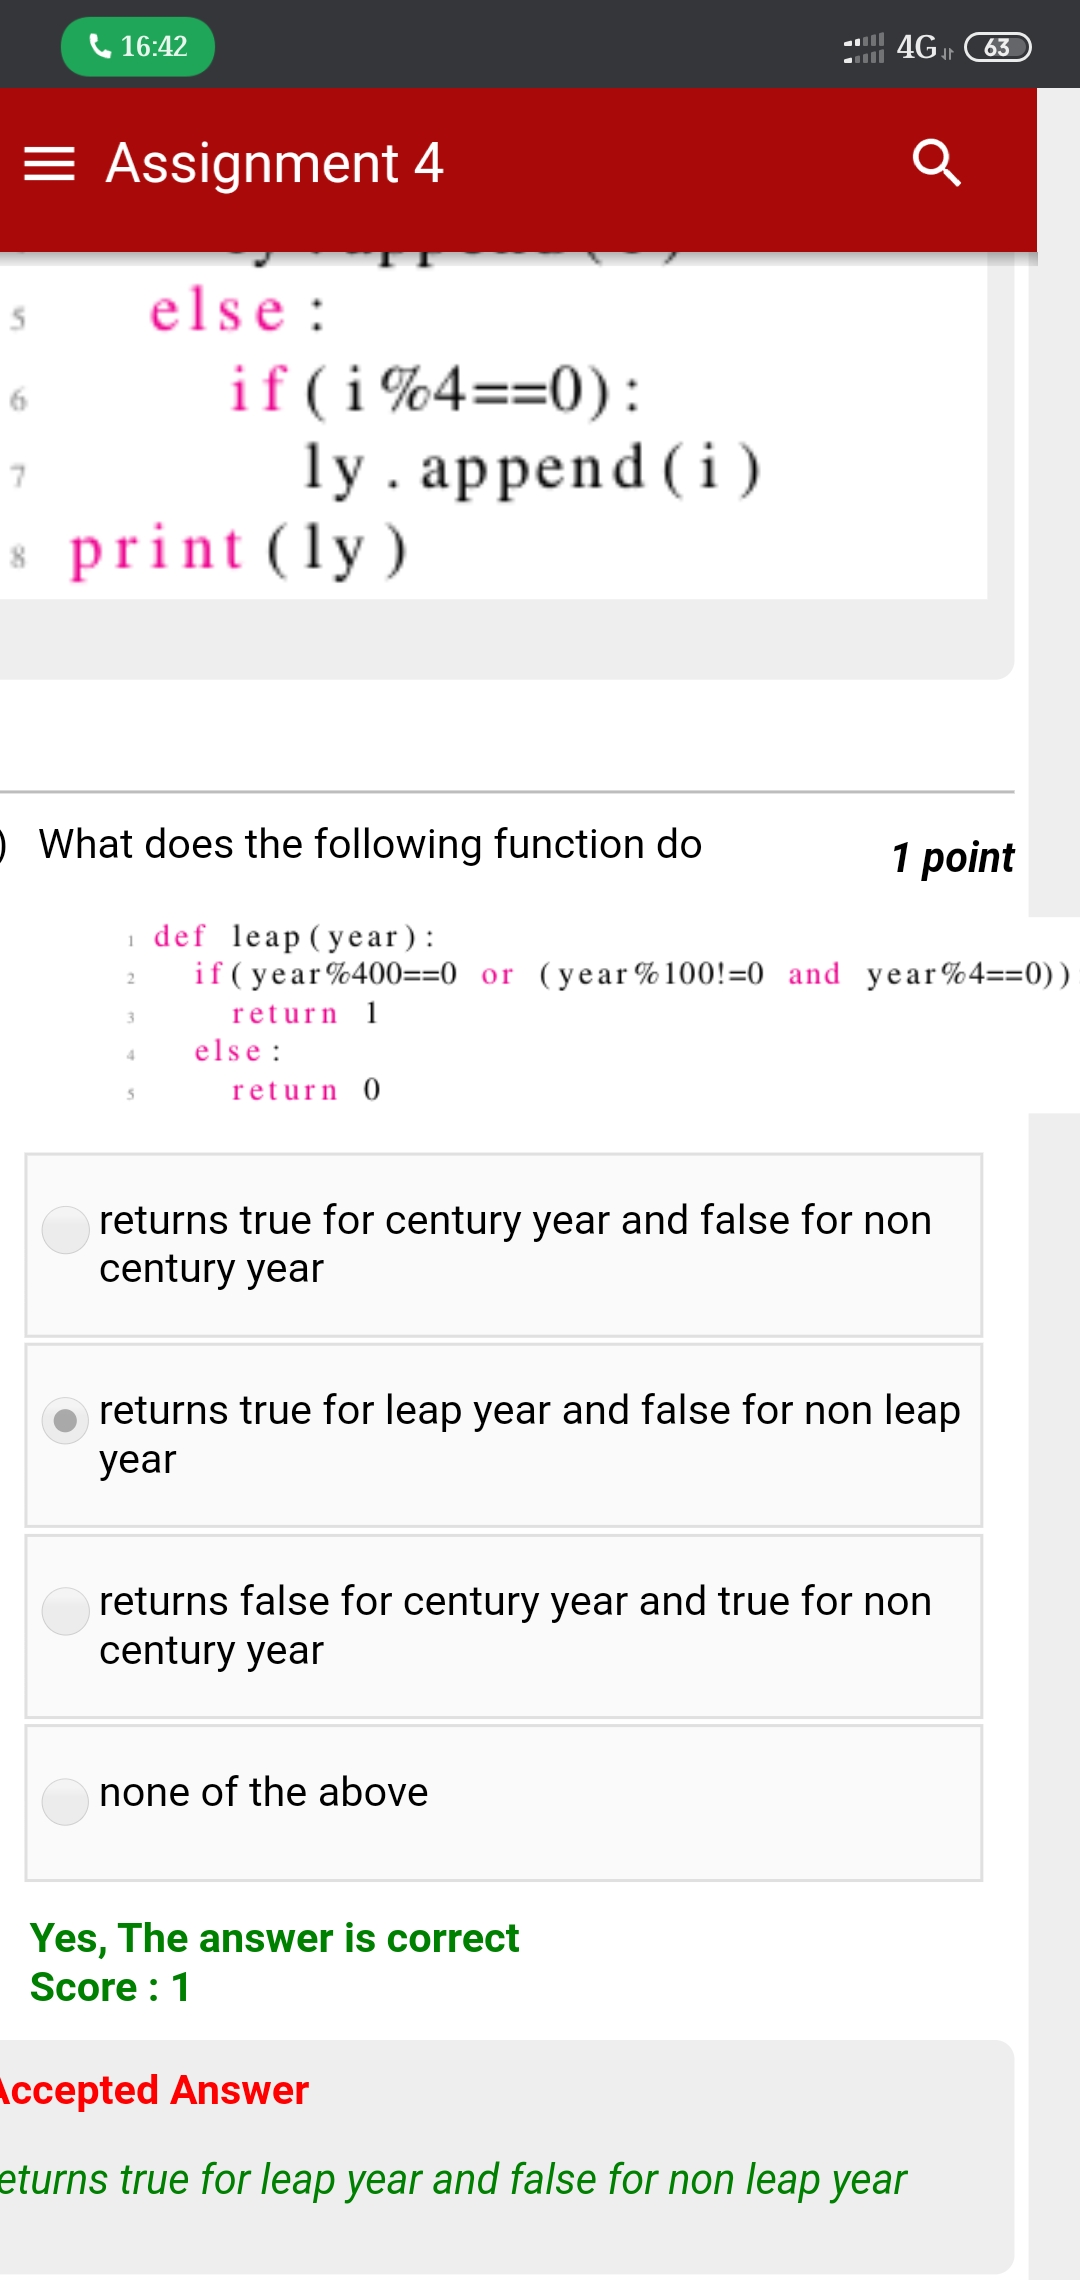 16:42 4G 63
Assignment 4
5 else :
6 if(i%4==0):
7 ly.append(i)
8 print(ly)
) What does the following function do
1 point
1 def leap(year):
2 if(year%400==0 or (year%100!=0 and year%4==0))
3 return 1
4 else:
5 return 0
returns true for century year and false for non
century year
returns true for leap year and false for non leap
year
returns false for century year and true for non
century year
none of the above
Yes, The answer is correct
Score : 1
Accepted Answer
eturns true for leap year and false for non leap year